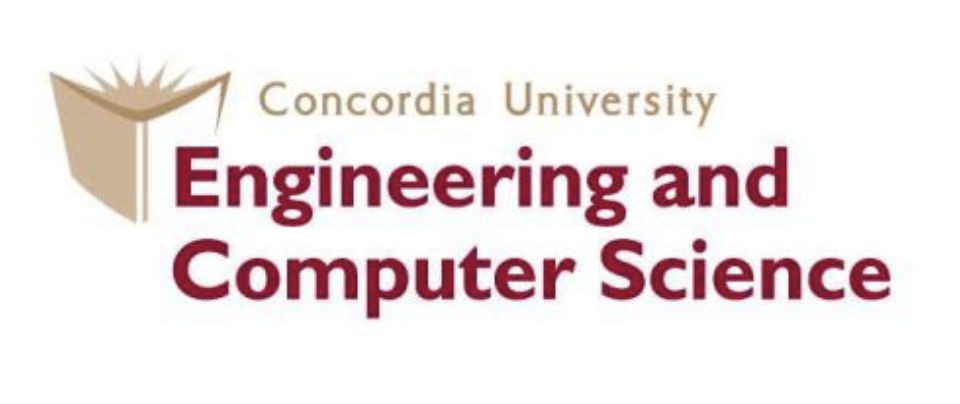 Concordia University
Engineering and
Computer Science